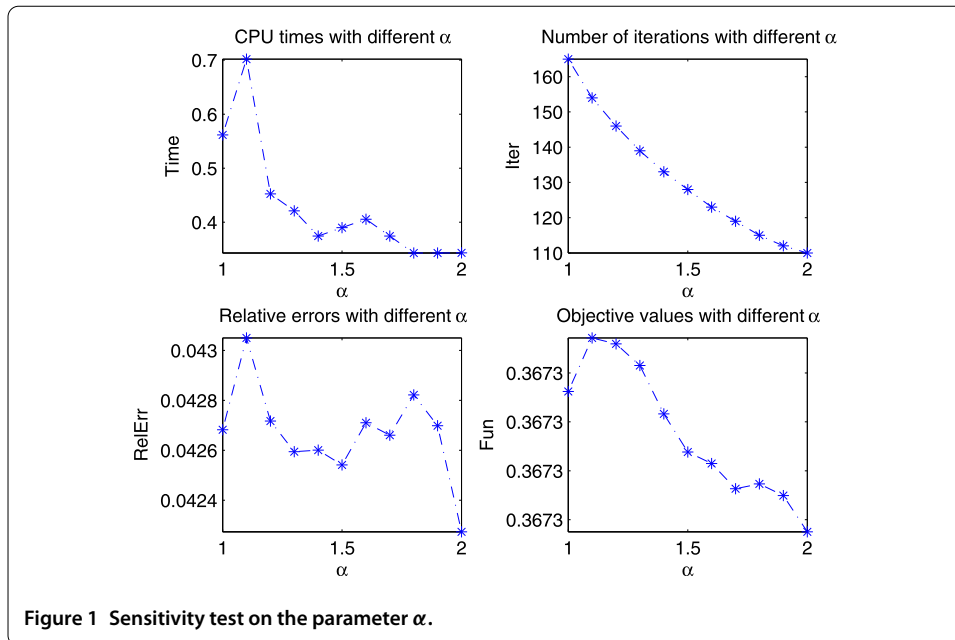 CPU times with different α
0.7
0.6
0.5
0.4
Time
1
1.5
2
α
Number of iterations with different α
160
150
140
130
120
110
Iter
1
1.5
2
α
Relative errors with different α
0.043
0.0428
0.0426
0.0424
RelErr
1
1.5
2
α
Objective values with different α
0.3673
0.3673
0.3673
0.3673
Fun
1
1.5
2
α
Figure 1 Sensitivity test on the parameter α.